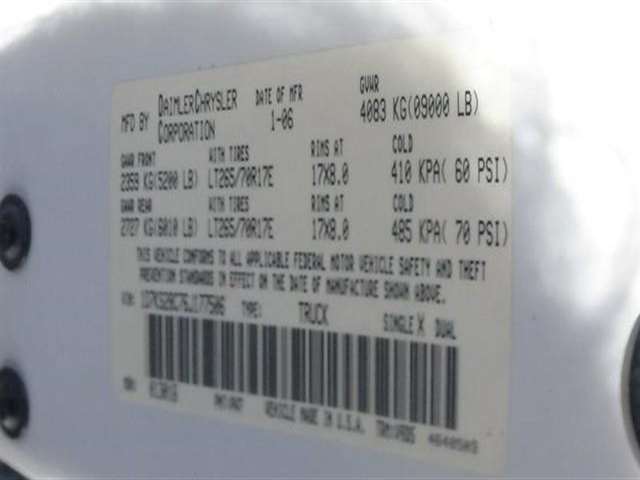 MFD BY DAIMLERCHRYSLER CORPORATION DATE OF MFR 1-06 GVWR 4083 KG(09000 LB)
GAWR FRONT WITH TIRES RIMS AT COLD
2359 KG(5200 LB) LT265/70R17E 17X8.0 410 KPA( 60 PSI)
GAWR REAR WITH TIRES RIMS AT COLD
2727 KG(6010 LB) LT265/70R17E 17X8.0 485 KPA( 70 PSI)
THIS VEHICLE CONFORMS TO ALL APPLICABLE FEDERAL MOTOR VEHICLE SAFETY AND THEFT
PREVENTION STANDARDS IN EFFECT ON THE DATE OF MANUFACTURE SHOWN ABOVE.
VIN: TYPE: TRUCK SINGLE X DUAL
VEHICLE MADE IN U.S.A.